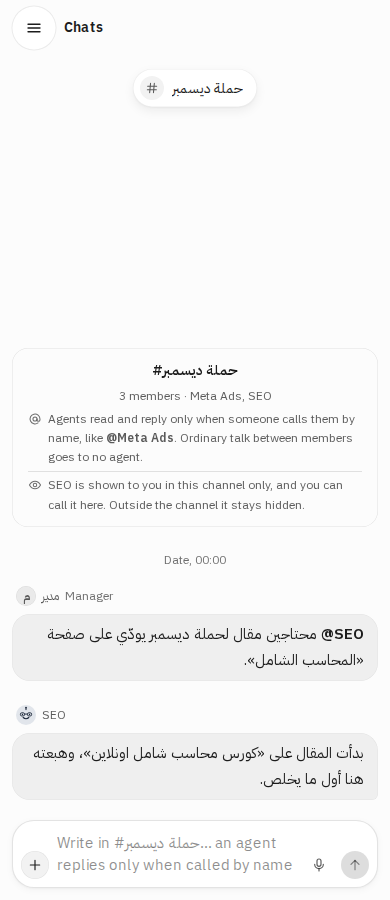 Chats
# حملة ديسمبر
#حملة ديسمبر
3 members · Meta Ads, SEO
Agents read and reply only when someone calls them by
name, like @Meta Ads. Ordinary talk between members
goes to no agent.
SEO is shown to you in this channel only, and you can
call it here. Outside the channel it stays hidden.
Date, 00:00
م مدير Manager
@SEO محتاجين مقال لحملة ديسمبر يودّي على صفحة
«المحاسب الشامل».
SEO
بدأت المقال على «كورس محاسب شامل اونلاين»، وهبعته
هنا أول ما يخلص.
Write in #حملة ديسمبر… an agent
replies only when called by name